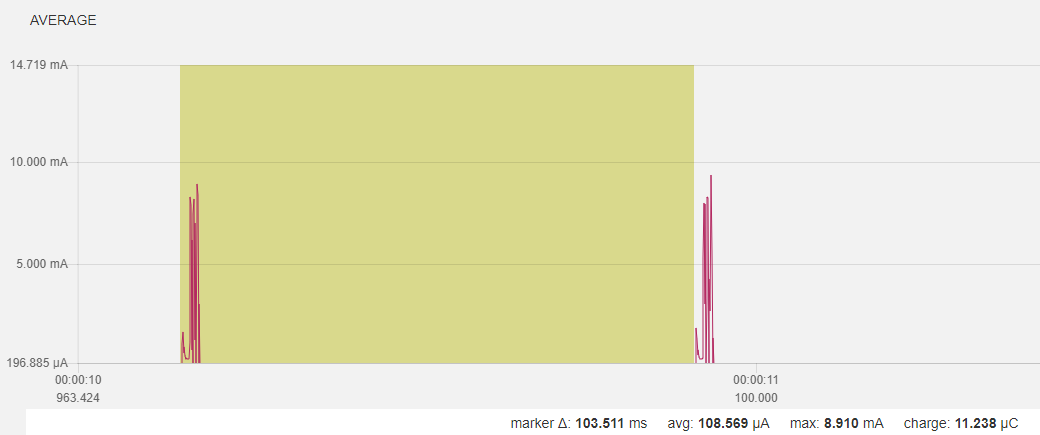 AVERAGE
14.719 mA
10.000 mA
5.000 mA
196.885 µA
00:00:10 00:00:11
963.424 100.000
marker Δ: 103.511 ms avg: 108.569 µA max: 8.910 mA charge: 11.238 µC